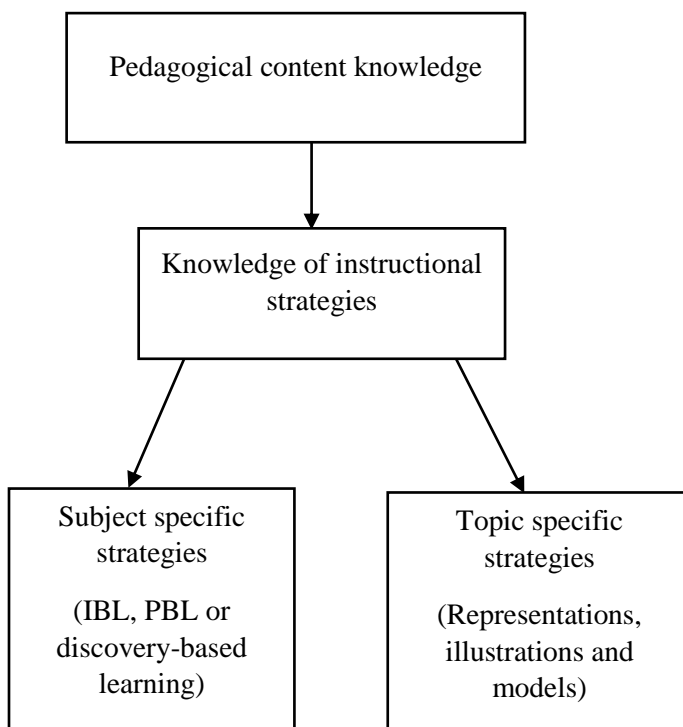 Pedagogical content knowledge
Knowledge of instructional
strategies
Subject specific
strategies
(IBL, PBL or
discovery-based
learning)
Topic specific
strategies
(Representations,
illustrations and
models)